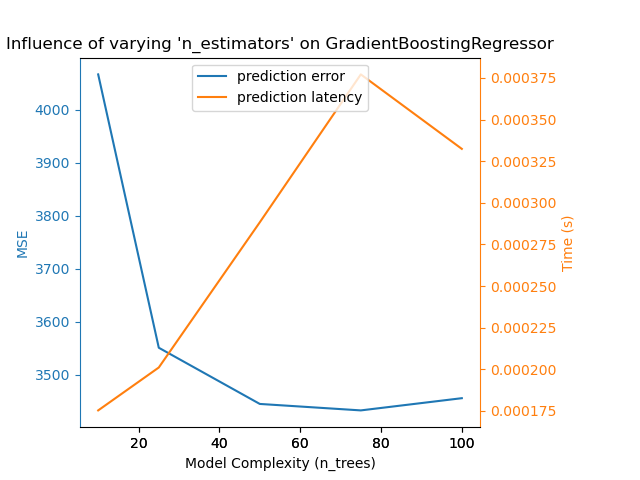 Influence of varying 'n_estimators' on GradientBoostingRegressor
prediction error
prediction latency
4000
3900
3800
3700
3600
3500
MSE
0.000375
0.000350
0.000325
0.000300
0.000275
0.000250
0.000225
0.000200
0.000175
Time (s)
20 40 60 80 100
Model Complexity (n_trees)